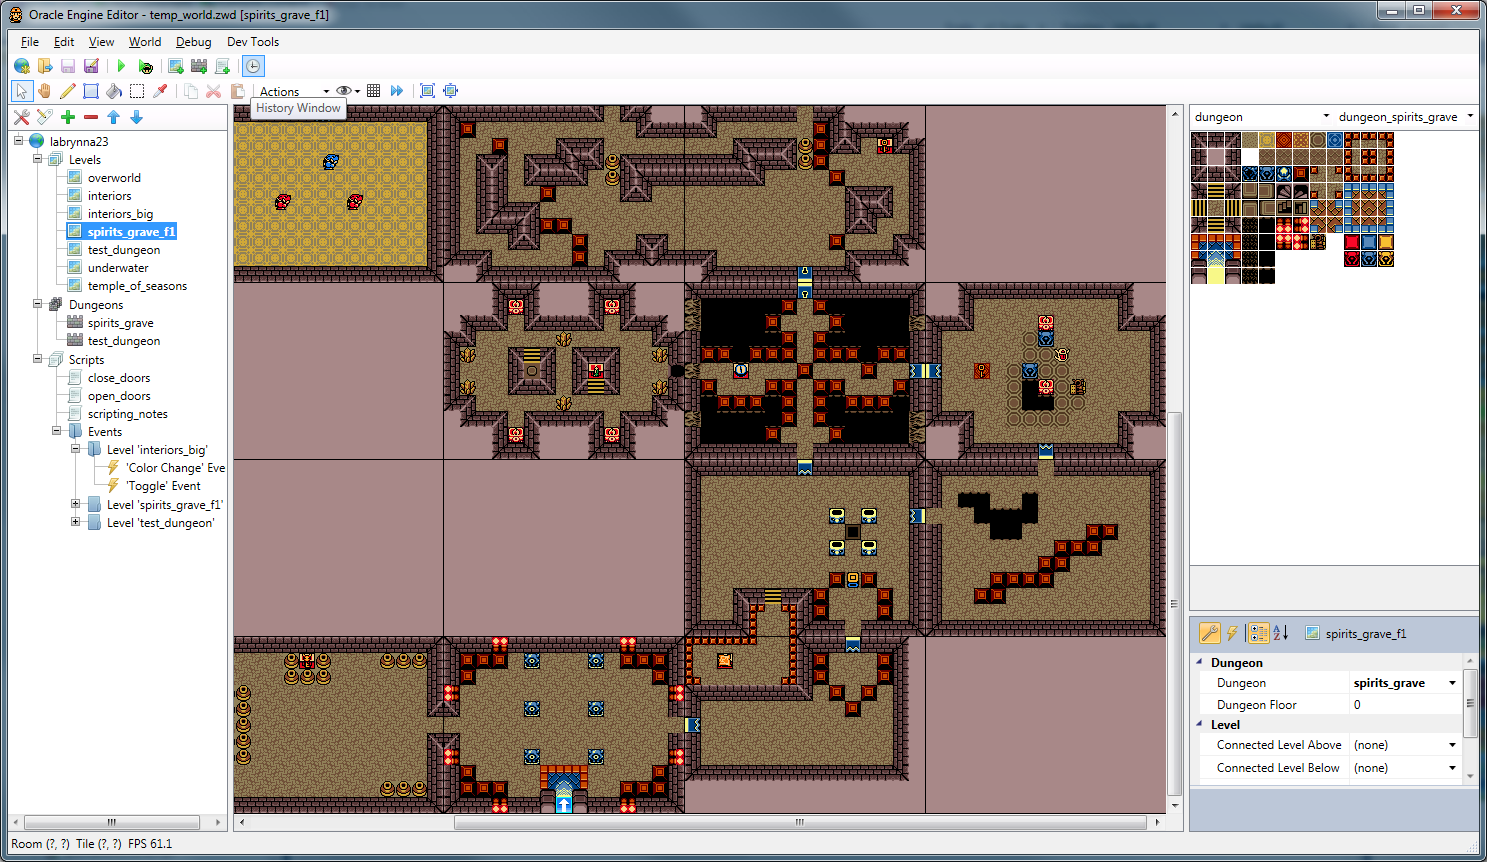 Oracle Engine Editor - temp_world.zwd [spirits_grave_f1]
File Edit View World Debug Dev Tools
Actions
History Window
labrynna23
Levels
overworld
interiors
interiors_big
spirits_grave_f1
test_dungeon
underwater
temple_of_seasons
Dungeons
spirits_grave
test_dungeon
Scripts
close_doors
open_doors
scripting_notes
Events
Level 'interiors_big'
'Color Change' Eve
'Toggle' Event
Level 'spirits_grave_f1'
Level 'test_dungeon'
dungeon dungeon_spirits_grave
spirits_grave_f1
Dungeon
Dungeon spirits_grave
Dungeon Floor 0
Level
Connected Level Above (none)
Connected Level Below (none)
Room (?, ?) Tile (?, ?) FPS 61.1